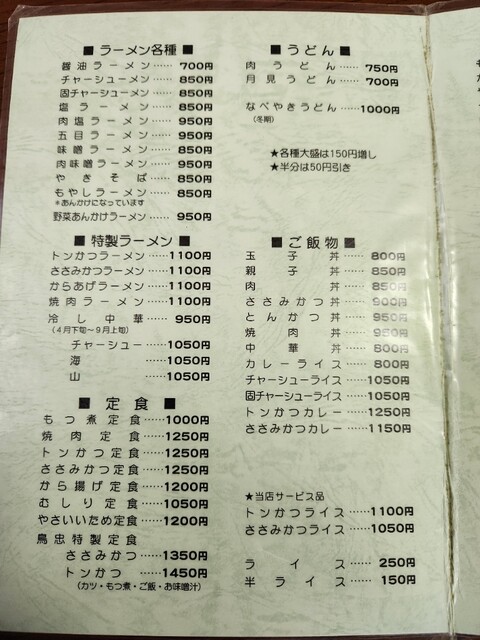 ■ ラーメン各種 ■
醤油ラーメン……700円
チャーシューメン……850円
固チャーシューメン……850円
塩ラーメン……850円
肉塩ラーメン……850円
五目ラーメン……850円
味噌ラーメン……850円
肉味噌ラーメン……850円
やきそば……850円
もやしラーメン……850円
*あんかけになっています
野菜あんかけラーメン……950円
■ 特製ラーメン ■
トンかつラーメン……1100円
ささみかつラーメン……1100円
からあげラーメン……1100円
焼肉ラーメン……1100円
冷し中華……950円
(4月下旬〜9月上旬)
チャーシュー……1050円
海……1050円
山……1050円
■ 定食 ■
もつ煮定食……1000円
焼肉定食……1250円
トンかつ定食……1250円
ささみかつ定食……1250円
から揚げ定食……1200円
むしり定食……1050円
やさいいため定食……1200円
鳥忠特製定食
ささみかつ……1350円
トンかつ……1450円
(カツ・もつ煮・ご飯・お味噌汁)
■ うどん ■
肉うどん……750円
月見うどん……700円
なべやきうどん……1000円
(冬期)
★各種大盛は150円増し
★半分は50円引き
■ ご飯物 ■
玉子丼……800円
親子丼……850円
肉丼……850円
ささみかつ丼……900円
とんかつ丼……950円
焼肉丼……950円
中華丼……800円
カレーライス……800円
チャーシューライス……1050円
固チャーシューライス……1050円
トンかつカレー……1250円
ささみかつカレー……1150円
★当店サービス品
トンかつライス……1100円
ささみかつライス……1050円
ライス……250円
半ライス……150円